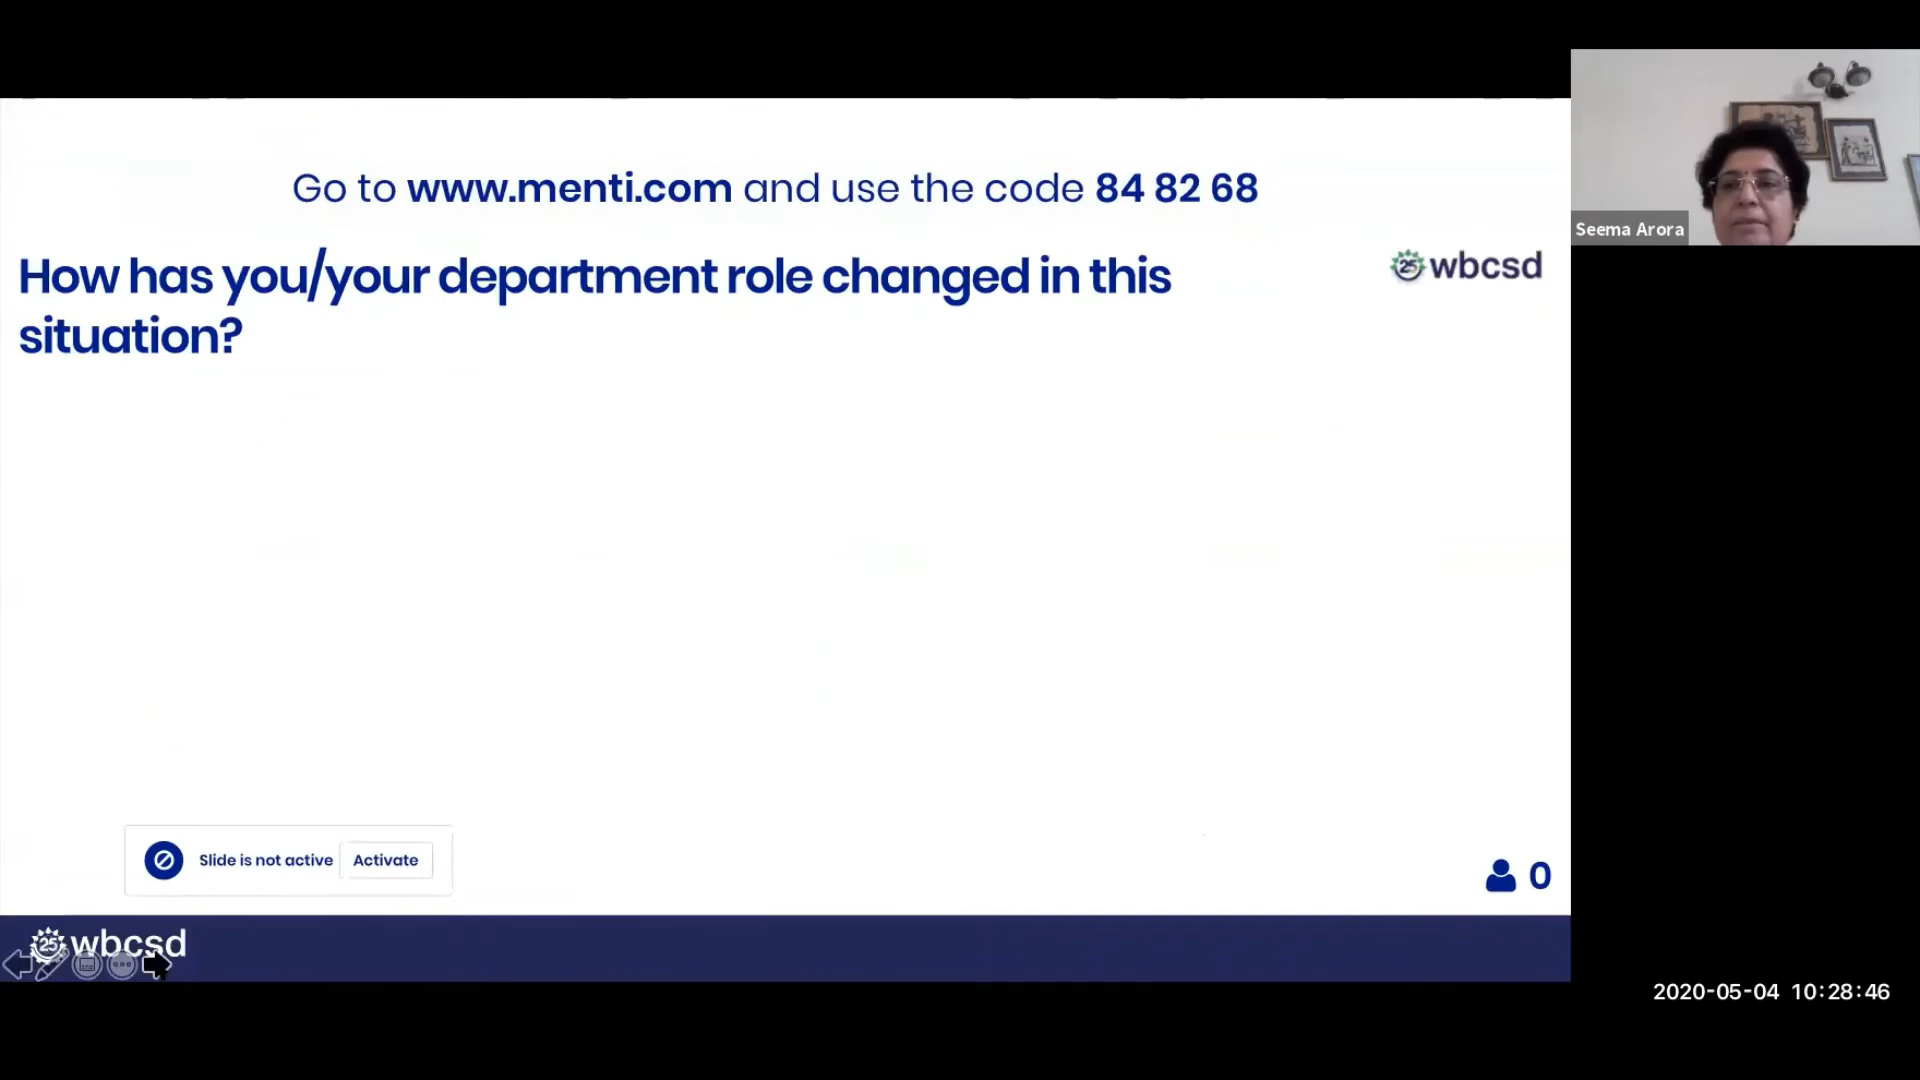 Go to www.menti.com and use the code 84 82 68
Seema Arora
How has you/your department role changed in this
situation?
25 wbcsd
Slide is not active Activate
0
25 wbcsd
2020-05-04 10:28:46